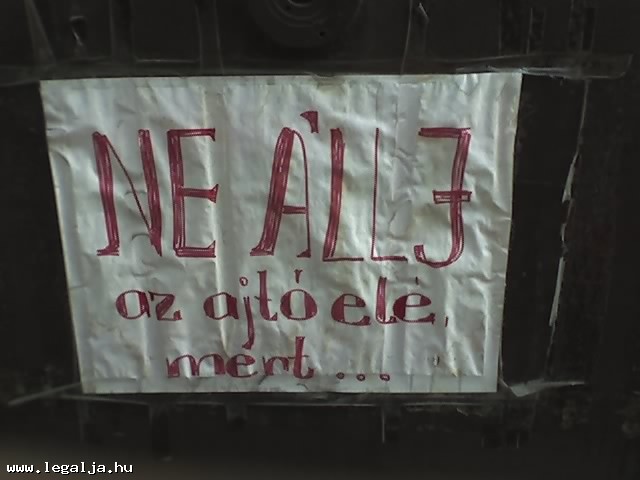 NE ÁLLJ
az ajtó elé,
mert ...
www.legalja.hu